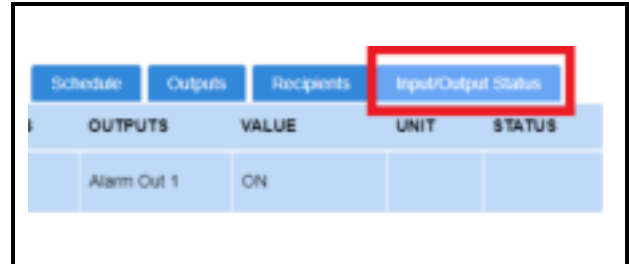 Schedule Outputs Recipients Input/Output Status
OUTPUTS VALUE UNIT STATUS
Alarm Out 1 ON